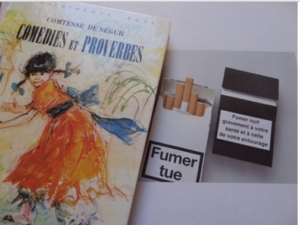 COMTESSE DE SÉGUR
COMÉDIES ET PROVERBES
Fumer
tue
Fumer nuit
gravement à votre
santé et à celle
de votre entourage